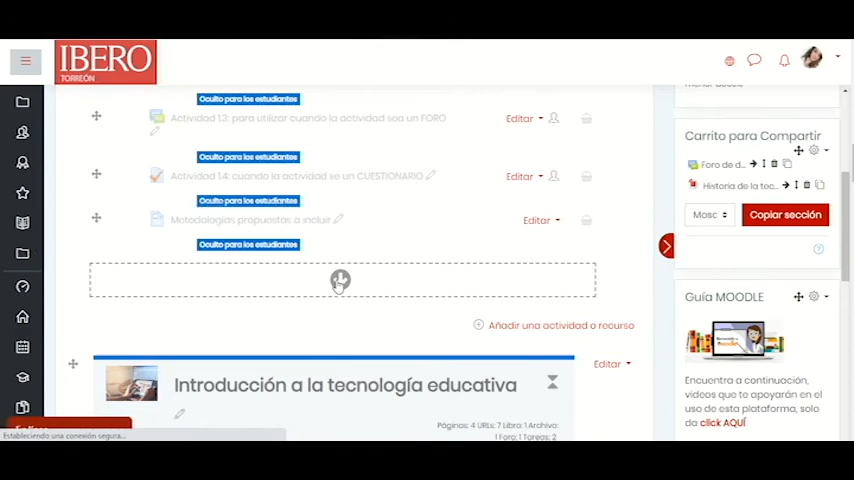 IBERO
TORREÓN
Oculto para los estudiantes
Actividad 1.3: para utilizar cuando la actividad sea un FORO
Editar
Oculto para los estudiantes
Actividad 1.4: cuando la actividad se un CUESTIONARIO
Editar
Oculto para los estudiantes
Metodologías propuestas a incluir
Editar
Oculto para los estudiantes
Añadir una actividad o recurso
Introducción a la tecnología educativa
Editar
Páginas: 4 URLs: 7 Libro: 1 Archivo:
1 Foro: 1 Tareas: 2
Estableciendo una conexión segura...
Carrito para Compartir
Foro de d...
Historia de la tec...
Mosc
Copiar sección
Guía MOODLE
Encuentra a continuación,
videos que te apoyarán en el
uso de esta plataforma, solo
da click AQUÍ